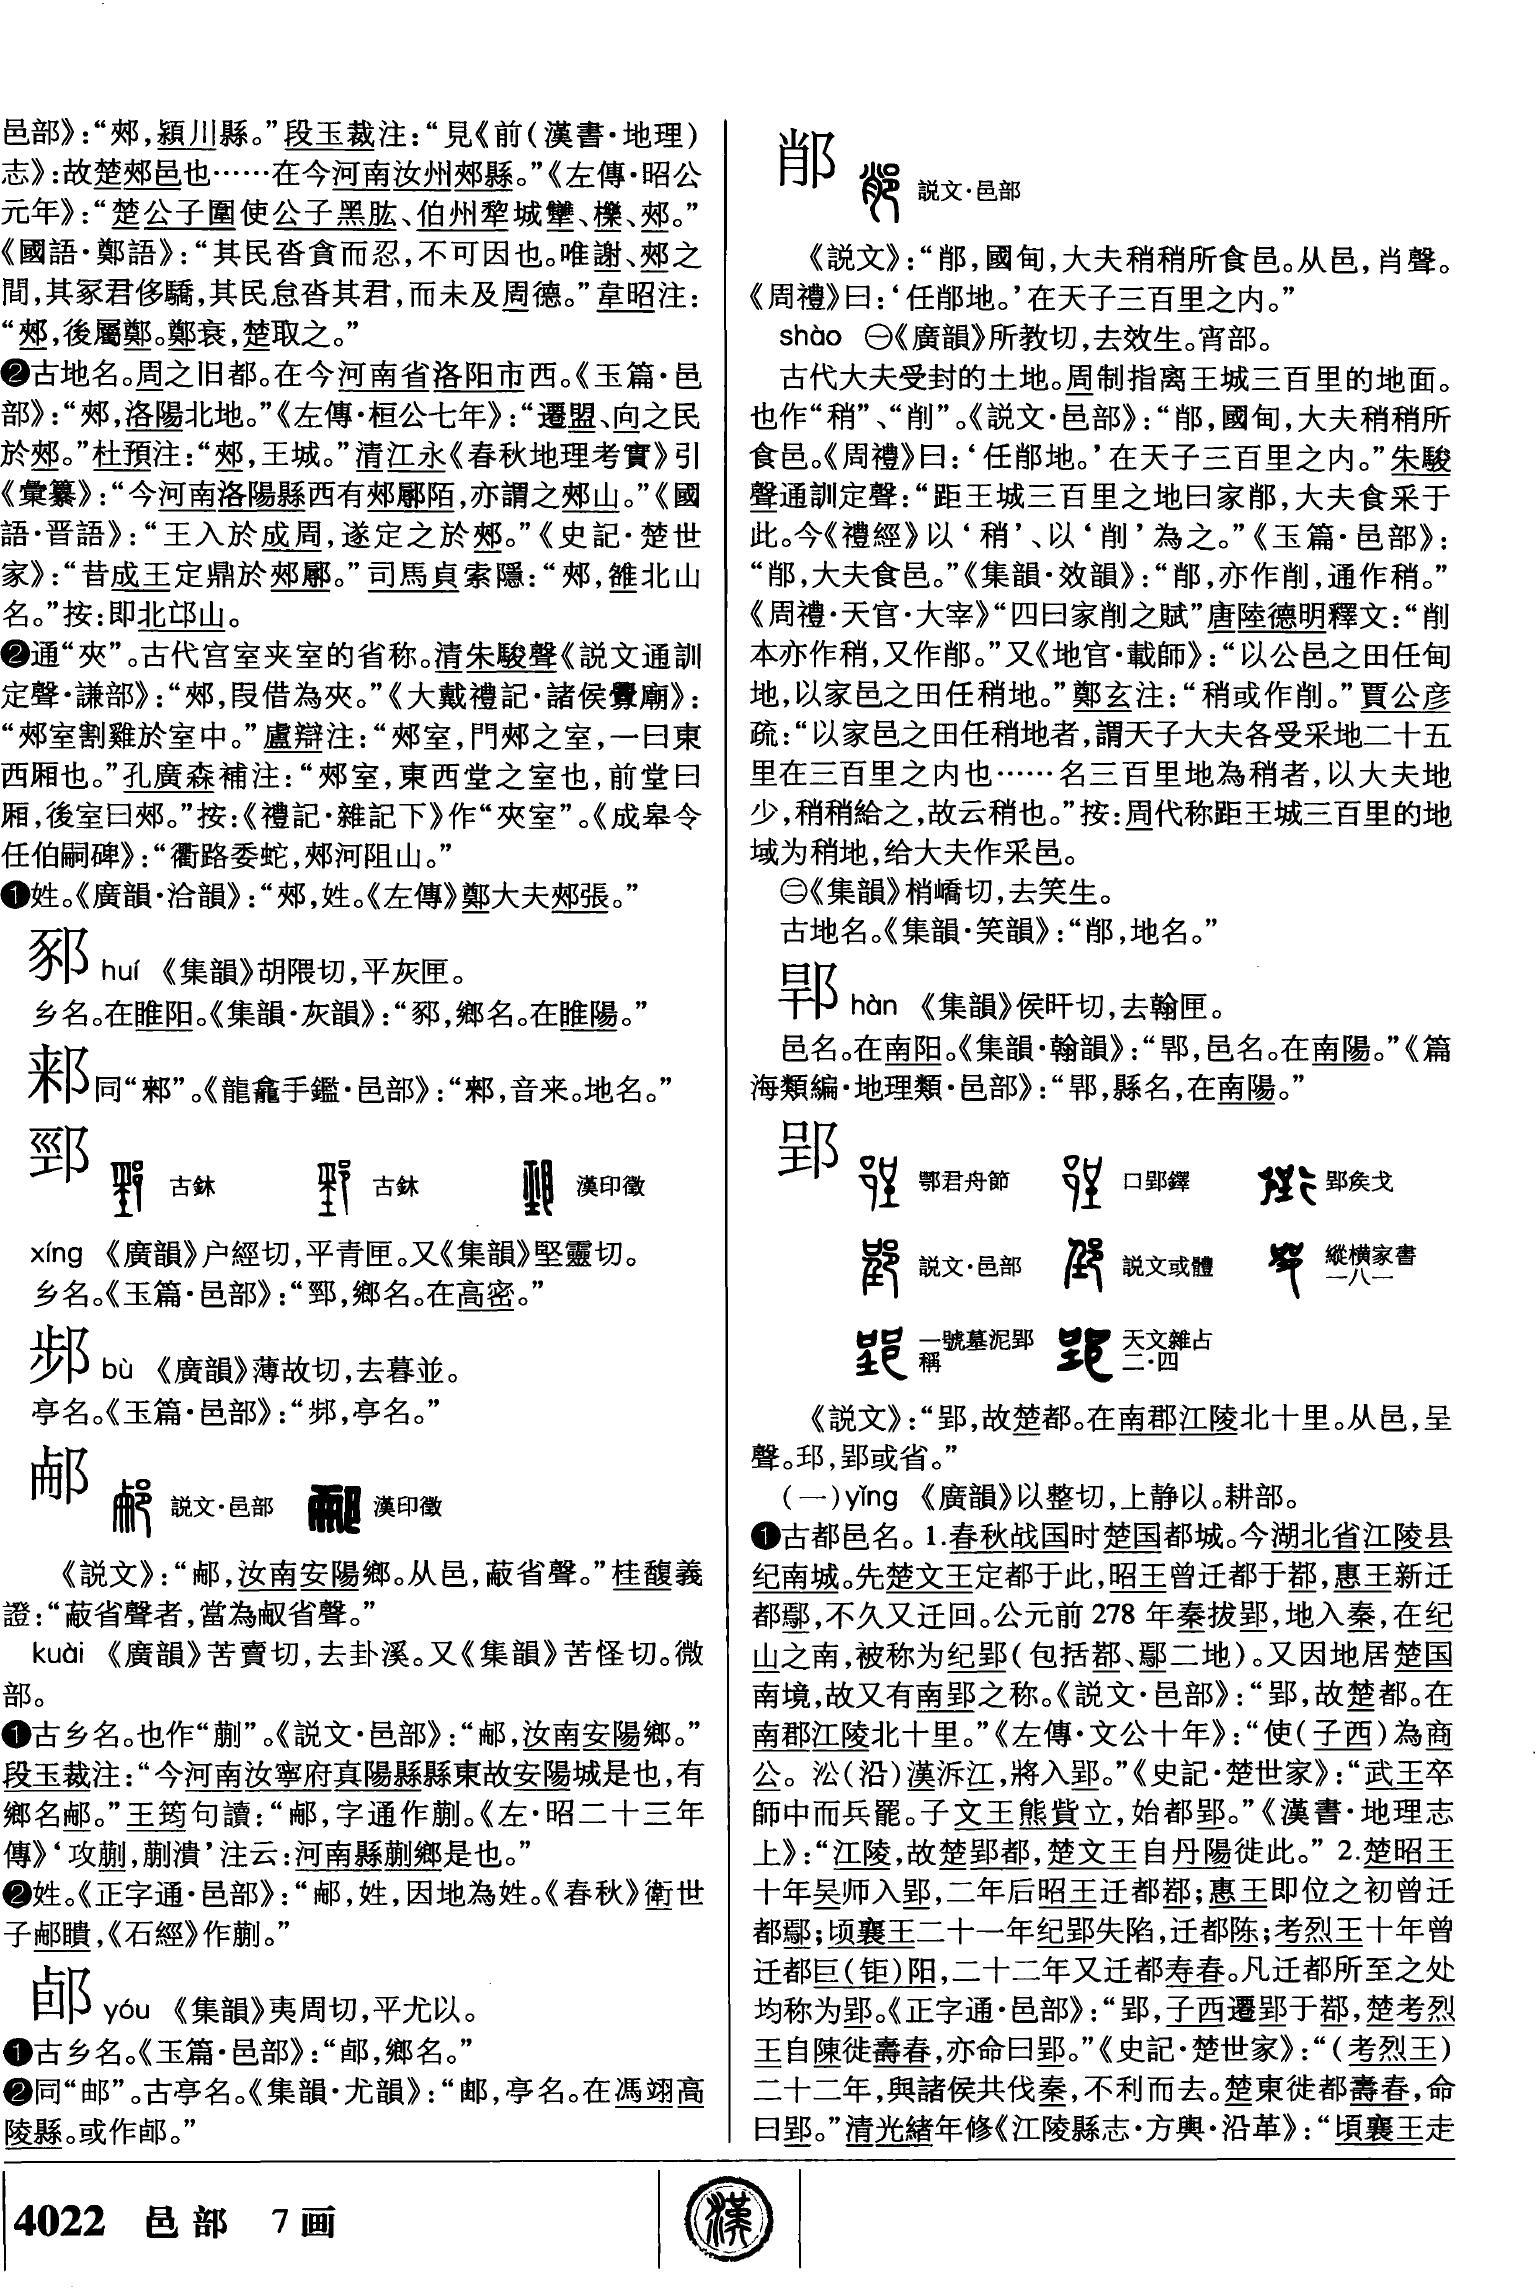 邑部》：“郟，潁川縣。”段玉裁注：“見《前(漢書·地理)
志》：故楚郟邑也……在今河南汝州郟縣。”《左傳·昭公
元年》：“楚公子圍使公子黑肱、伯州犂城犨、櫟、郟。”
《國語·鄭語》：“其民沓貪而忍，不可因也。唯謝、郟之
間，其冢君侈驕，其民怠沓其君，而未及周德。”韋昭注：
“郟，後屬鄭。鄭衰，楚取之。”
❷古地名。周之旧都。在今河南省洛阳市西。《玉篇·邑
部》：“郟，洛陽北地。”《左傳·桓公七年》：“遷盟、向之民
於郟。”杜預注：“郟，王城。”清江永《春秋地理考實》引
《彙纂》：“今河南洛陽縣西有郟鄏陌，亦謂之郟山。”《國
語·晋語》：“王入於成周，遂定之於郟。”《史記·楚世
家》：“昔成王定鼎於郟鄏。”司馬貞索隱：“郟，雒北山
名。”按：即北邙山。
❷通“夾”。古代宫室夹室的省称。清朱駿聲《説文通訓
定聲·謙部》：“郟，叚借為夾。”《大戴禮記·諸侯釁廟》：
“郟室割雞於室中。”盧辯注：“郟室，門郟之室，一曰東
西厢也。”孔廣森補注：“郟室，東西堂之室也，前堂曰
厢，後室曰郟。”按：《禮記·雜記下》作“夾室”。《成皋令
任伯嗣碑》：“衢路委蛇，郟河阻山。”
❶姓。《廣韻·洽韻》：“郟，姓。《左傳》鄭大夫郟張。”
huí 《集韻》胡隈切，平灰匣。
乡名。在睢阳。《集韻·灰韻》：“，鄉名。在睢陽。”
同“郲”。《龍龕手鑑·邑部》：“，音来。地名。”
郠 古鉨 古鉨 漢印徵
xíng 《廣韻》户經切，平青匣。又《集韻》堅靈切。
乡名。《玉篇·邑部》：“，鄉名。在高密。”
bù 《廣韻》薄故切，去暮並。
亭名。《玉篇·邑部》：“，亭名。”
説文·邑部 漢印徵
《説文》：“，汝南安陽鄉。从邑，蔽省聲。”桂馥義
證：“蔽省聲者，當為㕟省聲。”
kuài 《廣韻》苦賣切，去卦溪。又《集韻》苦怪切。微
部。
❶古乡名。也作“蒯”。《説文·邑部》：“，汝南安陽鄉。”
段玉裁注：“今河南汝寧府真陽縣縣東故安陽城是也，有
鄉名。”王筠句讀：“，字通作蒯。《左·昭二十三年
傳》‘攻蒯，蒯潰’注云：河南縣蒯鄉是也。”
❷姓。《正字通·邑部》：“，姓，因地為姓。《春秋》衛世
子聵，《石經》作蒯。”
yóu 《集韻》夷周切，平尤以。
❶古乡名。《玉篇·邑部》：“，鄉名。”
❷同“邮”。古亭名。《集韻·尤韻》：“邮，亭名。在馮翊高
陵縣。或作。”
郋 説文·邑部
《説文》：“䣪，國甸，大夫稍稍所食邑。从邑，肖聲。
《周禮》曰：‘任䣪地。’在天子三百里之内。”
shào ㊀《廣韻》所教切，去效生。宵部。
古代大夫受封的土地。周制指离王城三百里的地面。
也作“稍”、“削”。《説文·邑部》：“䣪，國甸，大夫稍稍所
食邑。《周禮》曰：‘任䣪地。’在天子三百里之内。”朱駿
聲通訓定聲：“距王城三百里之地曰家䣪，大夫食采于
此。今《禮經》以‘稍’、以‘削’為之。”《玉篇·邑部》：
“䣪，大夫食邑。”《集韻·效韻》：“䣪，亦作削，通作稍。”
《周禮·天官·大宰》“四曰家削之賦”唐陸德明釋文：“削
本亦作稍，又作䣪。”又《地官·載師》：“以公邑之田任甸
地，以家邑之田任稍地。”鄭玄注：“稍或作削。”賈公彦
疏：“以家邑之田任稍地者，謂天子大夫各受采地二十五
里在三百里之内也……名三百里地為稍者，以大夫地
少，稍稍給之，故云稍也。”按：周代称距王城三百里的地
域为稍地，给大夫作采邑。
㊁《集韻》梢嶠切，去笑生。
古地名。《集韻·笑韻》：“䣪，地名。”
hàn 《集韻》侯旰切，去翰匣。
邑名。在南阳。《集韻·翰韻》：“，邑名。在南陽。”《篇
海類編·地理類·邑部》：“，縣名，在南陽。”
郢 鄂君舟節 口郢鐸 郢矦戈
説文·邑部 説文或體 縱横家書一八一
一號墓泥郢稱 天文雜占二·四
《説文》：“郢，故楚都。在南郡江陵北十里。从邑，呈
聲。，郢或省。”
(一)yǐng 《廣韻》以整切，上静以。耕部。
❶古都邑名。1.春秋战国时楚国都城。今湖北省江陵县
纪南城。先楚文王定都于此，昭王曾迁都于鄀，惠王新迁
都鄢，不久又迁回。公元前 278 年秦拔郢，地入秦，在纪
山之南，被称为纪郢(包括鄀、鄢二地)。又因地居楚国
南境，故又有南郢之称。《説文·邑部》：“郢，故楚都。在
南郡江陵北十里。”《左傳·文公十年》：“使(子西)為商
公。沿(沿)漢泝江，將入郢。”《史記·楚世家》：“武王卒
師中而兵罷。子文王熊貲立，始都郢。”《漢書·地理志
上》：“江陵，故楚郢都，楚文王自丹陽徙此。” 2.楚昭王
十年吴师入郢，二年后昭王迁都鄀；惠王即位之初曾迁
都鄢；顷襄王二十一年纪郢失陷，迁都陈；考烈王十年曾
迁都巨(钜)阳，二十二年又迁都寿春。凡迁都所至之处
均称为郢。《正字通·邑部》：“郢，子西遷郢于鄀，楚考烈
王自陳徙壽春，亦命曰郢。”《史記·楚世家》：“(考烈王)
二十二年，與諸侯共伐秦，不利而去。楚東徙都壽春，命
曰郢。”清光緒年修《江陵縣志·方輿·沿革》：“頃襄王走
4022 邑部 7画
漢